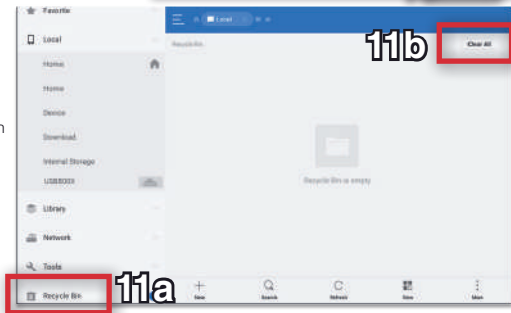 Favorite
Local
Local
Recycle Bin
11b
Clear All
Home
Home
Device
Download
Internal Storage
Recycle Bin is empty
Library
Network
Tools
11a
Recycle Bin
New
Search
Refresh
View
More